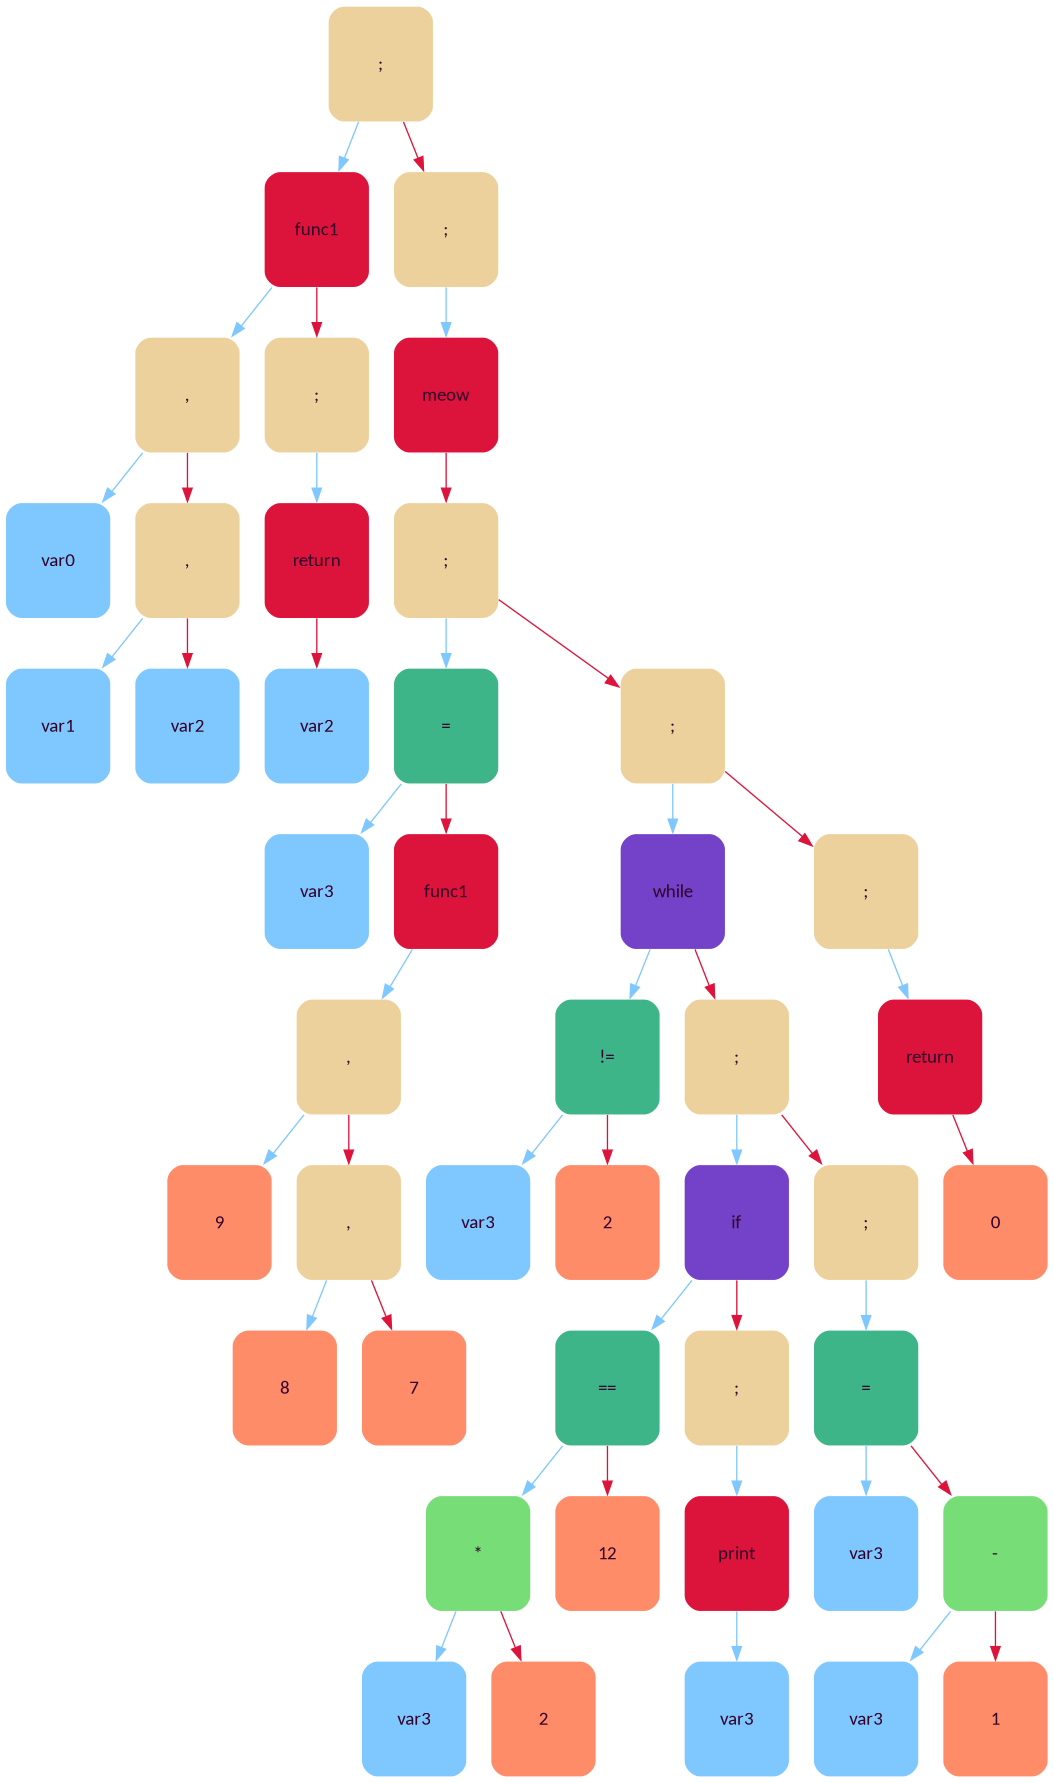 ;
func1
;
,
;
meow
var0
,
return
;
var1
var2
var2
=
;
var3
func1
while
;
,
!=
;
return
9
,
var3
2
if
;
0
8
7
==
;
=
*
12
print
var3
-
var3
2
var3
var3
1